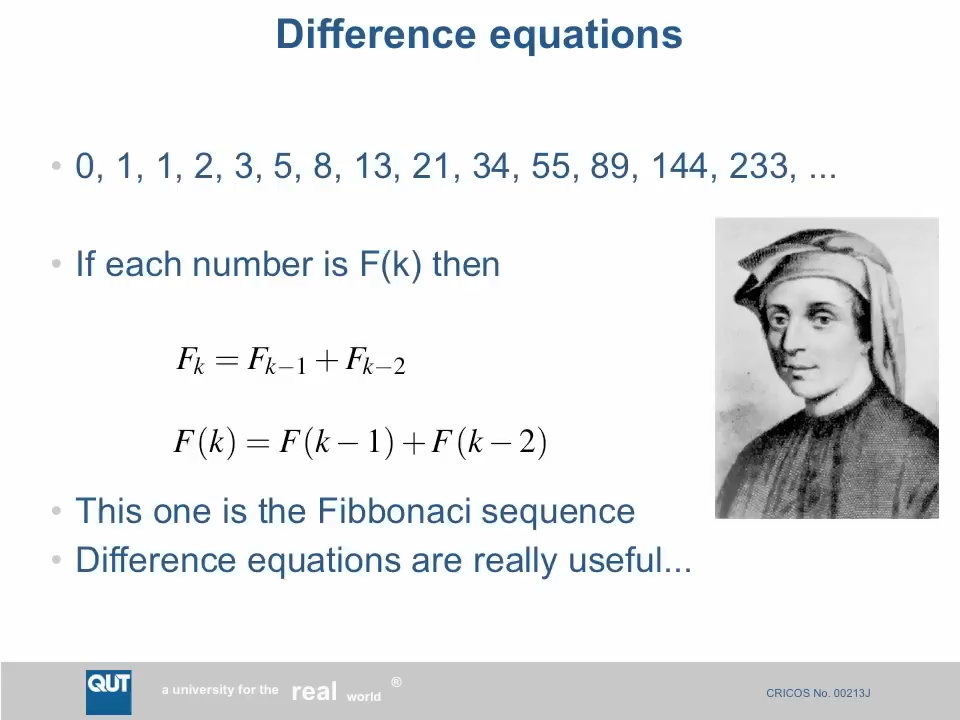 Difference equations
• 0, 1, 1, 2, 3, 5, 8, 13, 21, 34, 55, 89, 144, 233, ...
• If each number is F(k) then
Fₖ = Fₖ₋₁ + Fₖ₋₂
F(k) = F(k − 1) + F(k − 2)
• This one is the Fibbonaci sequence
• Difference equations are really useful...
QUT a university for the real world ® CRICOS No. 00213J